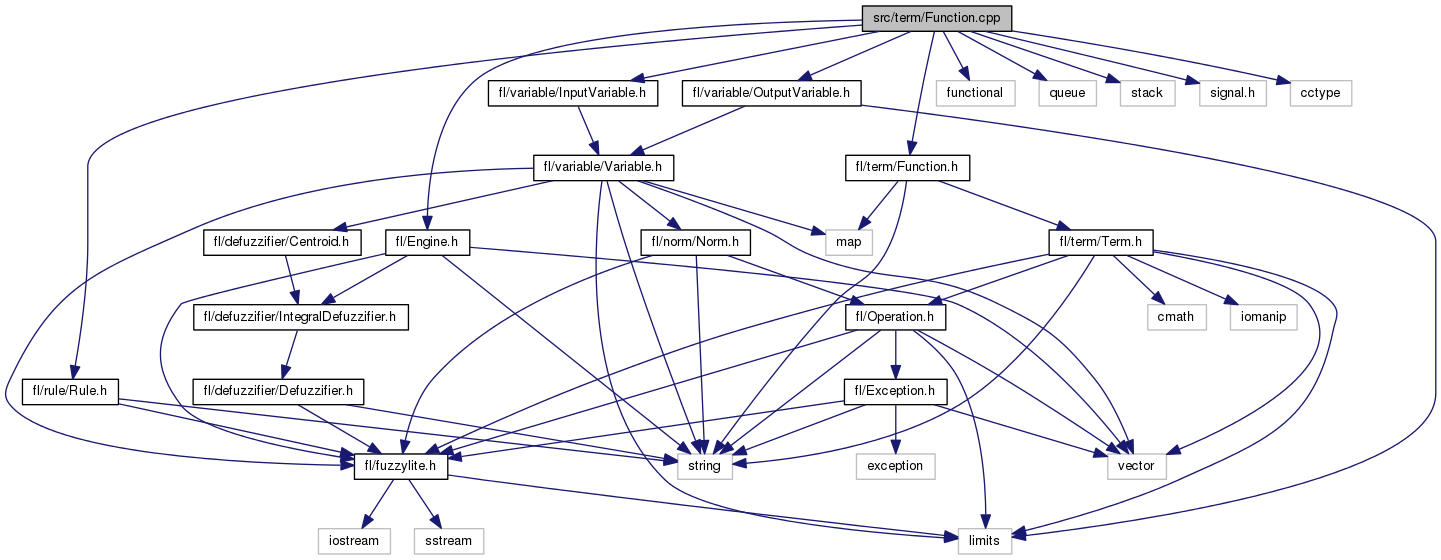 src/term/Function.cpp
fl/variable/InputVariable.h
fl/variable/OutputVariable.h
functional
queue
stack
signal.h
cctype
fl/variable/Variable.h
fl/term/Function.h
fl/defuzzifier/Centroid.h
fl/Engine.h
fl/norm/Norm.h
map
fl/term/Term.h
fl/defuzzifier/IntegralDefuzzifier.h
fl/Operation.h
cmath
iomanip
fl/rule/Rule.h
fl/defuzzifier/Defuzzifier.h
fl/Exception.h
fl/fuzzylite.h
string
exception
vector
iostream
sstream
limits